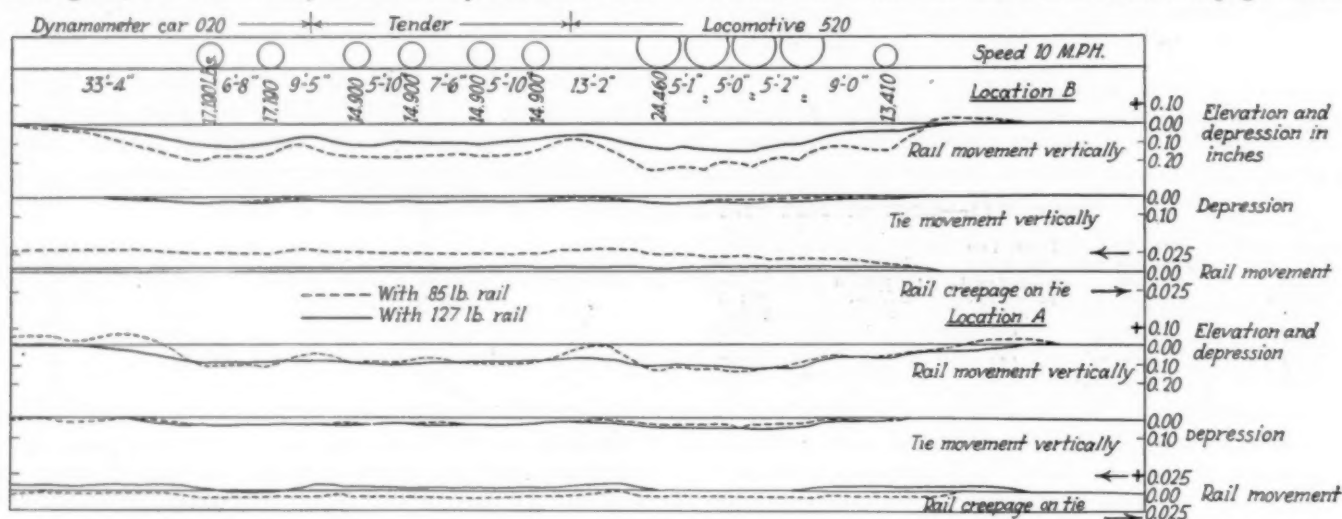 Dynamometer car 020
Tender
Locomotive 520
Speed 10 M.P.H.
33'-4"
17,190 Lbs.
6'-8"
17,190
9'-5"
14,900
5'-10"
14,900
7'-6"
14,900
5'-10"
14,900
13'-2"
24,460
5'-1"
"
5'-0"
"
5'-2"
"
9'-0"
13,410
Location B
+ 0.10
0.00
0.10
0.20
Elevation and
depression in
inches
Rail movement vertically
0.00
0.10
Depression
Tie movement vertically
0.025
0.00
0.025
Rail movement
Rail creepage on tie
With 85 lb. rail
With 127 lb. rail
Location A
+ 0.10
0.00
0.10
0.20
Elevation and
depression
Rail movement vertically
0.00
0.10
Depression
Tie movement vertically
+ 0.025
0.00
0.025
Rail movement
Rail creepage on tie